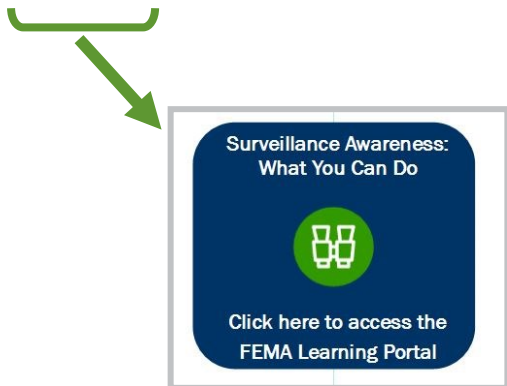 Surveillance Awareness:
What You Can Do
Click here to access the
FEMA Learning Portal